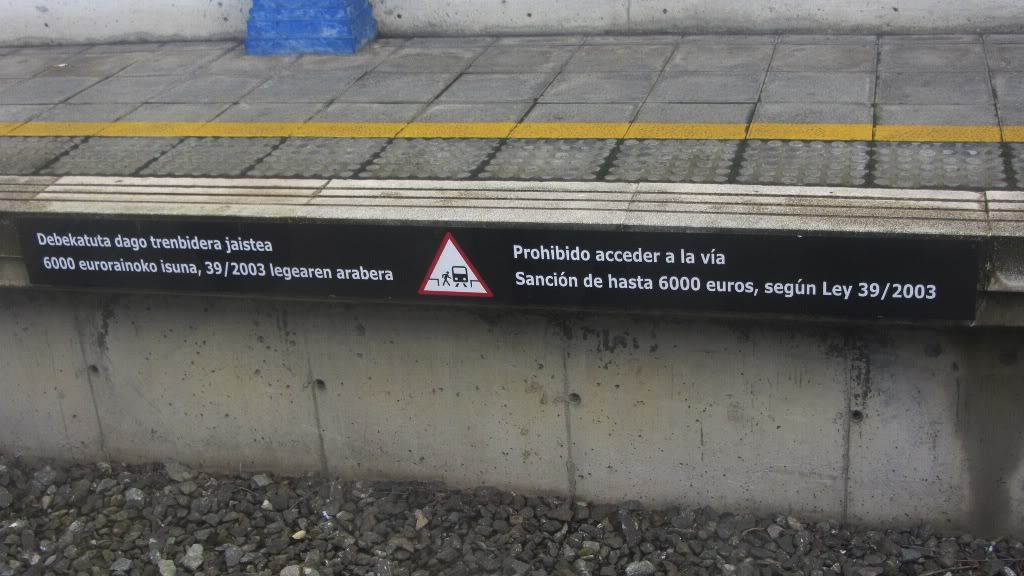 Debekatuta dago trenbidera jaistea
6000 eurorainoko isuna, 39/2003 legearen arabera
Prohibido acceder a la vía
Sanción de hasta 6000 euros, según Ley 39/2003